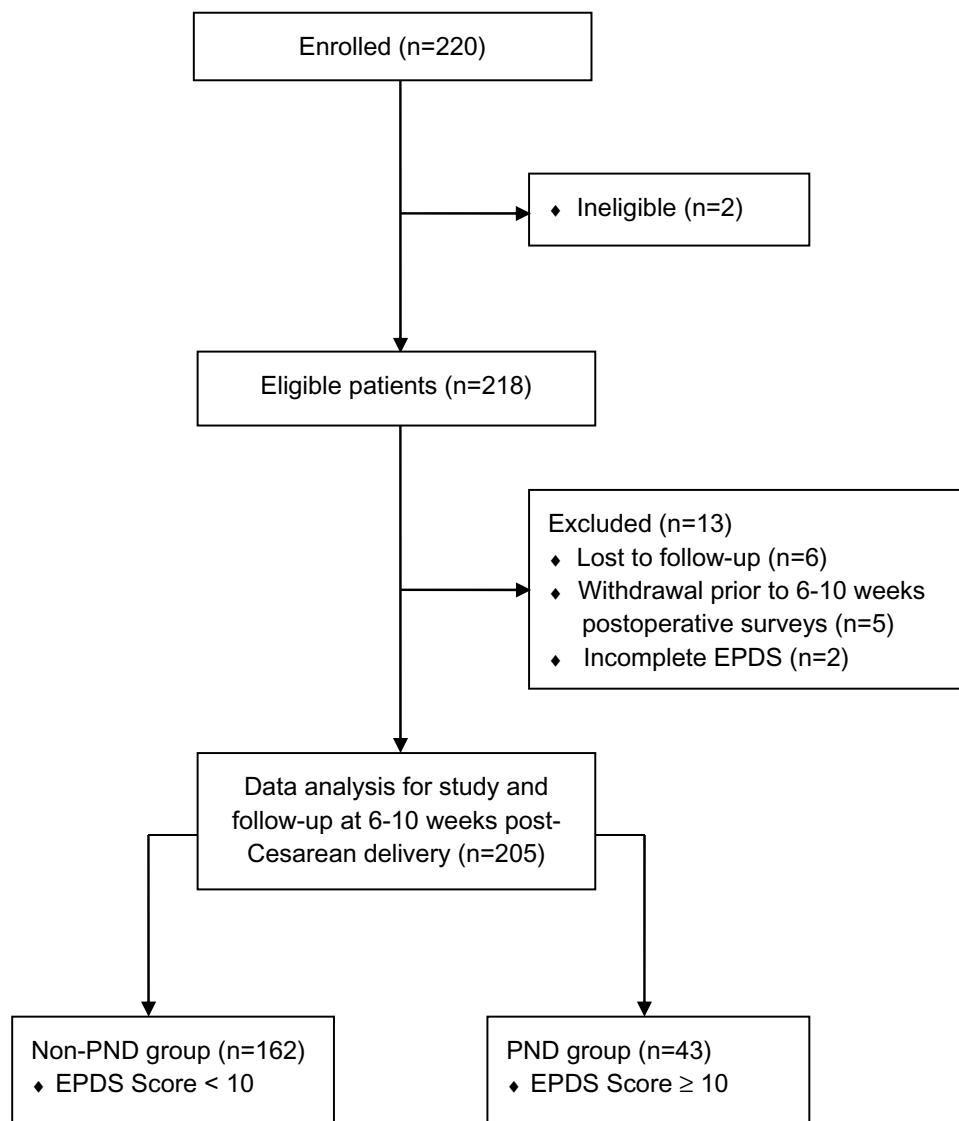 Enrolled (n=220)
♦ Ineligible (n=2)
Eligible patients (n=218)
Excluded (n=13)
♦ Lost to follow-up (n=6)
♦ Withdrawal prior to 6-10 weeks
postoperative surveys (n=5)
♦ Incomplete EPDS (n=2)
Data analysis for study and
follow-up at 6-10 weeks post-
Cesarean delivery (n=205)
Non-PND group (n=162)
♦ EPDS Score < 10
PND group (n=43)
♦ EPDS Score ≥ 10